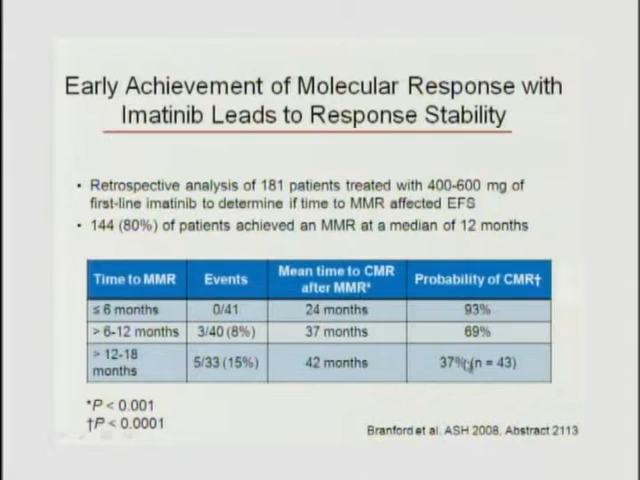 Early Achievement of Molecular Response with
Imatinib Leads to Response Stability
• Retrospective analysis of 181 patients treated with 400-600 mg of
first-line imatinib to determine if time to MMR affected EFS
• 144 (80%) of patients achieved an MMR at a median of 12 months
Time to MMR Events Mean time to CMR after MMR* Probability of CMR†
≤ 6 months 0/41 24 months 93%
> 6-12 months 3/40 (8%) 37 months 69%
> 12-18 months 5/33 (15%) 42 months 37% (n = 43)
*P < 0.001
†P < 0.0001
Branford et al. ASH 2008, Abstract 2113